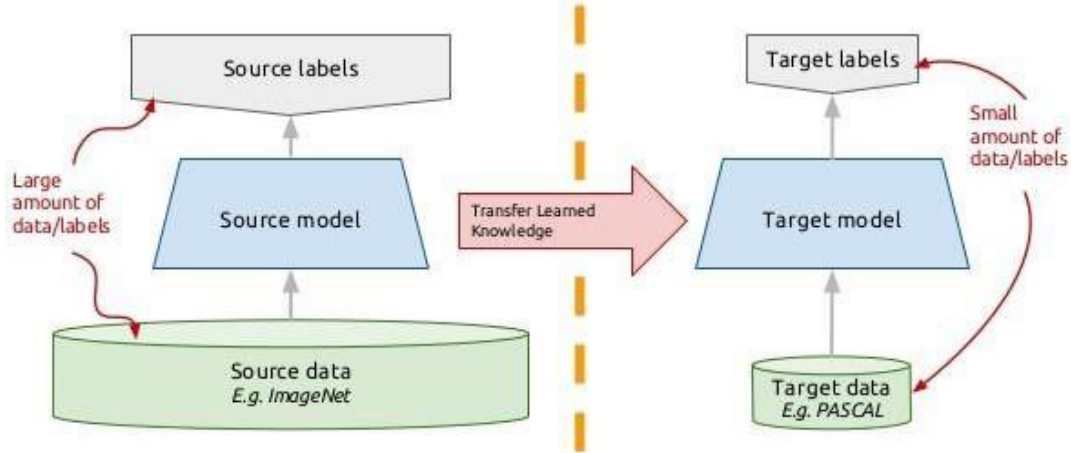 Source labels
Large
amount of
data/labels
Source model
Source data
E.g. ImageNet
Transfer Learned
Knowledge
Target labels
Small
amount of
data/labels
Target model
Target data
E.g. PASCAL